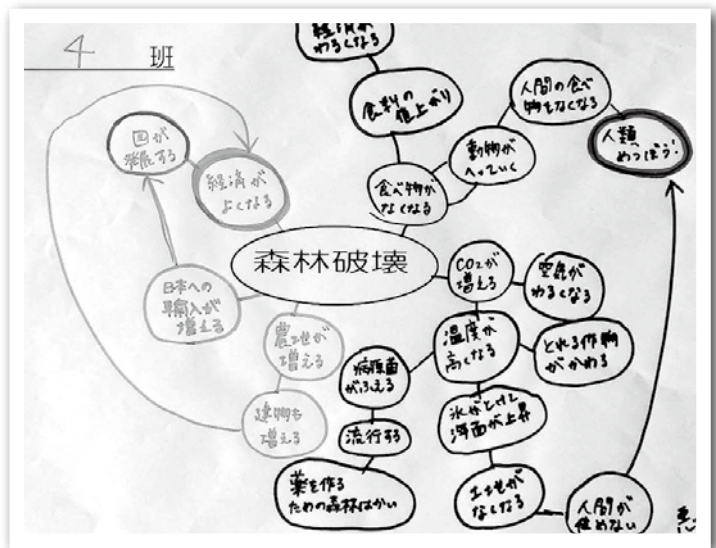 4 班
わるくなる
食料の
値上がり
人間の食べ
物もなくなる
人類
めつぼう!
国が
発展する
経済が
よくなる
食べ物が
なくなる
動物が
へっていく
森林破壊
日本への
輸入が
増える
農地が
増える
建物も
増える
CO2が
増える
空気が
わるくなる
温度が
高くなる
とれる作物
がかわる
病原菌
がふえる
流行する
薬を作る
ための森林はかい
氷がとけて
海面が上昇
土地が
なくなる
人間が
住めない